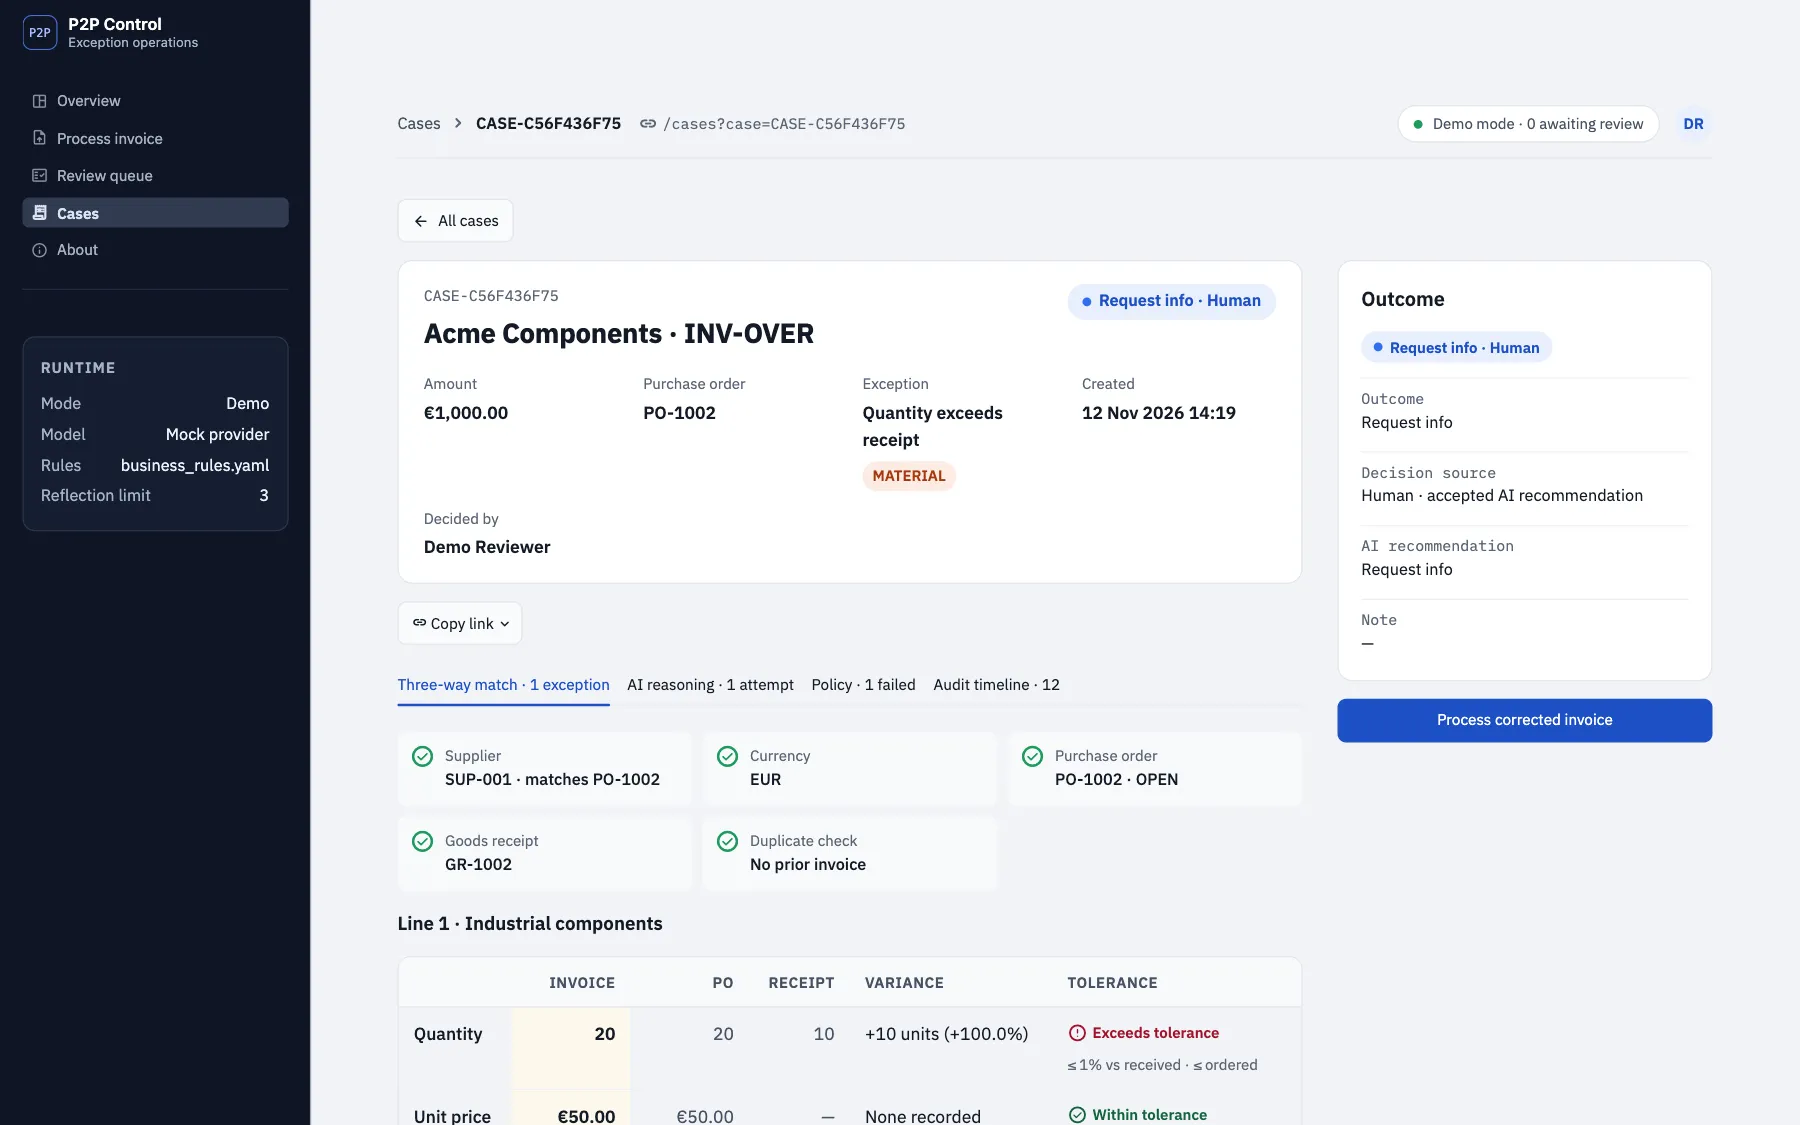 P2P
P2P Control
Exception operations
Overview
Process invoice
Review queue
Cases
About
RUNTIME
Mode Demo
Model Mock provider
Rules business_rules.yaml
Reflection limit 3
Cases > CASE-C56F436F75 /cases?case=CASE-C56F436F75
Demo mode · 0 awaiting review
DR
← All cases
CASE-C56F436F75
Request info · Human
Acme Components · INV-OVER
Amount
€1,000.00
Purchase order
PO-1002
Exception
Quantity exceeds
receipt
MATERIAL
Created
12 Nov 2026 14:19
Decided by
Demo Reviewer
Copy link
Three-way match · 1 exception
AI reasoning · 1 attempt
Policy · 1 failed
Audit timeline · 12
Supplier
SUP-001 · matches PO-1002
Currency
EUR
Purchase order
PO-1002 · OPEN
Goods receipt
GR-1002
Duplicate check
No prior invoice
Line 1 · Industrial components
INVOICE PO RECEIPT VARIANCE TOLERANCE
Quantity 20 20 10 +10 units (+100.0%) Exceeds tolerance
≤1% vs received · ≤ordered
Unit price €50.00 €50.00 — None recorded Within tolerance
Outcome
Request info · Human
Outcome
Request info
Decision source
Human · accepted AI recommendation
AI recommendation
Request info
Note
—
Process corrected invoice